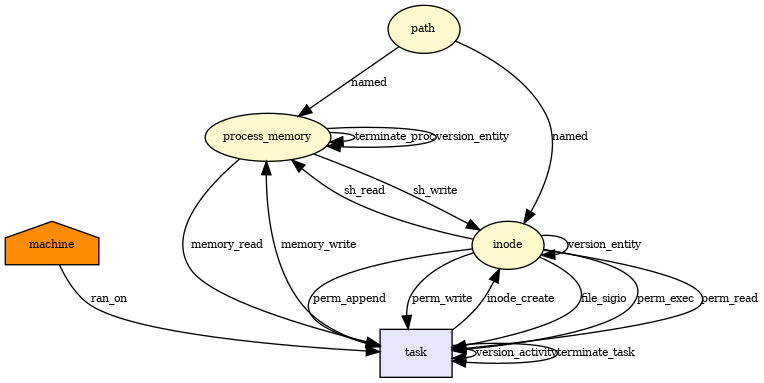 path
named
process_memory
terminate_proc
version_entity
named
sh_read
sh_write
machine
memory_read
memory_write
inode
version_entity
ran_on
perm_append
perm_write
inode_create
file_sigio
perm_exec
perm_read
task
version_activity
terminate_task